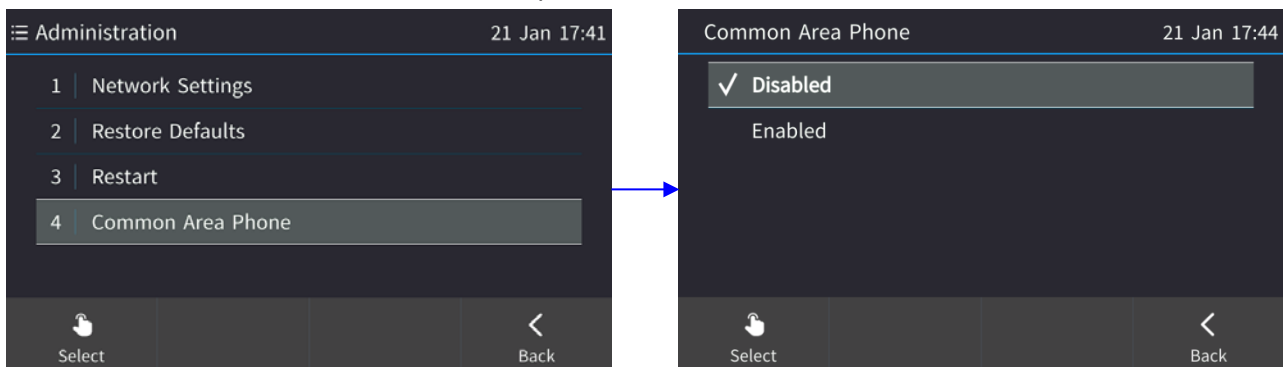 Administration 21 Jan 17:41
1 Network Settings
2 Restore Defaults
3 Restart
4 Common Area Phone
Select Back
Common Area Phone 21 Jan 17:44
Disabled
Enabled
Select Back